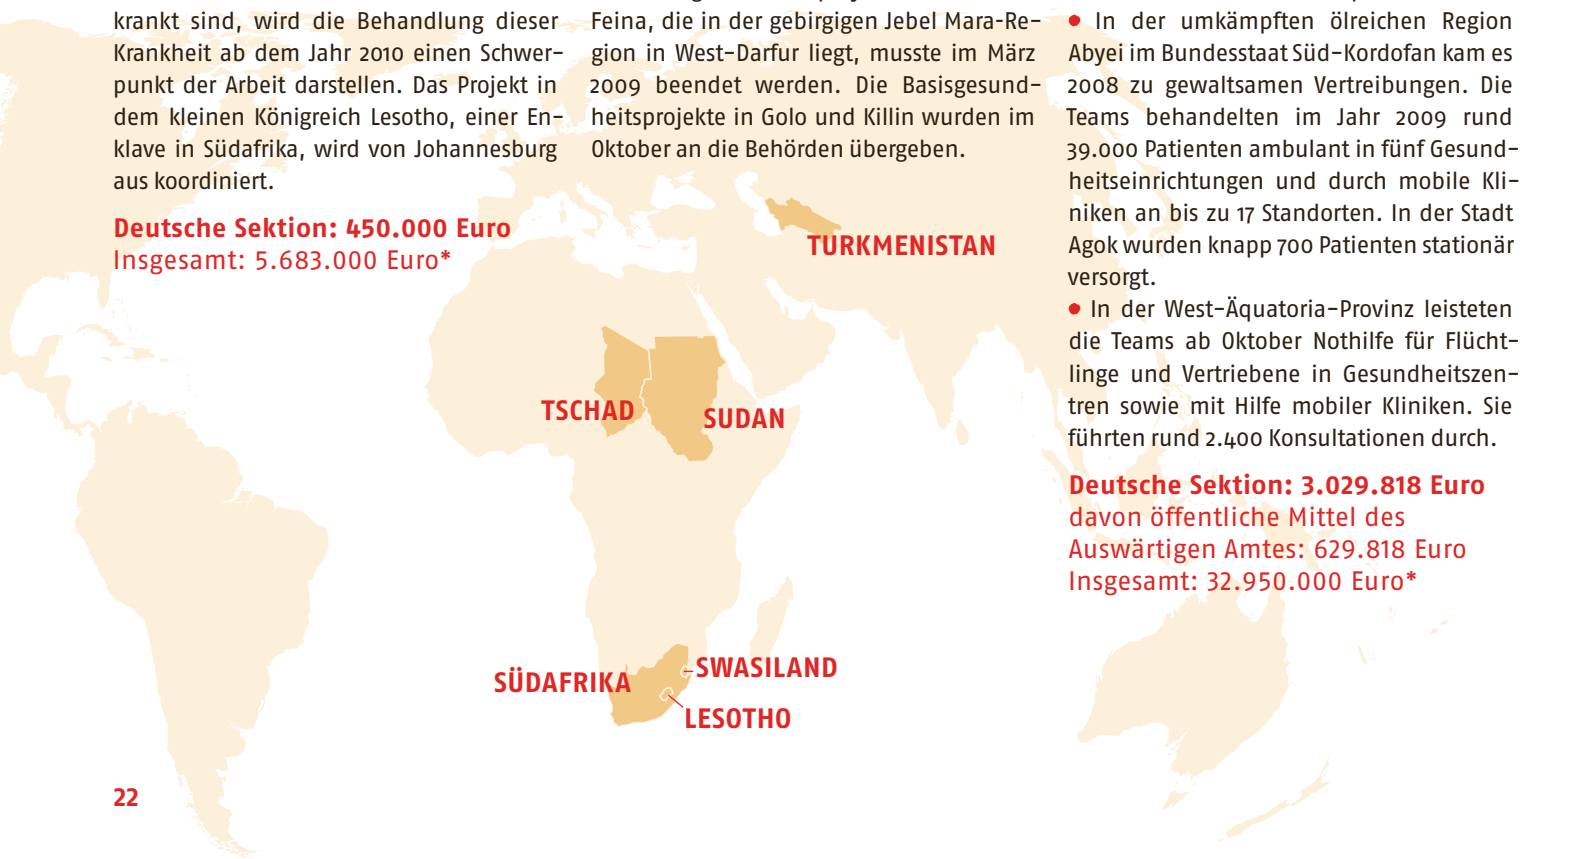 krankt sind, wird die Behandlung dieser
Krankheit ab dem Jahr 2010 einen Schwer-
punkt der Arbeit darstellen. Das Projekt in
dem kleinen Königreich Lesotho, einer En-
klave in Südafrika, wird von Johannesburg
aus koordiniert.
Deutsche Sektion: 450.000 Euro
Insgesamt: 5.683.000 Euro*
Feina, die in der gebirgigen Jebel Mara-Re-
gion in West-Darfur liegt, musste im März
2009 beendet werden. Die Basisgesund-
heitsprojekte in Golo und Killin wurden im
Oktober an die Behörden übergeben.
• In der umkämpften ölreichen Region
Abyei im Bundesstaat Süd-Kordofan kam es
2008 zu gewaltsamen Vertreibungen. Die
Teams behandelten im Jahr 2009 rund
39.000 Patienten ambulant in fünf Gesund-
heitseinrichtungen und durch mobile Kli-
niken an bis zu 17 Standorten. In der Stadt
Agok wurden knapp 700 Patienten stationär
versorgt.
• In der West-Äquatoria-Provinz leisteten
die Teams ab Oktober Nothilfe für Flücht-
linge und Vertriebene in Gesundheitszen-
tren sowie mit Hilfe mobiler Kliniken. Sie
führten rund 2.400 Konsultationen durch.
Deutsche Sektion: 3.029.818 Euro
davon öffentliche Mittel des
Auswärtigen Amtes: 629.818 Euro
Insgesamt: 32.950.000 Euro*
TURKMENISTAN
TSCHAD
SUDAN
SWASILAND
SÜDAFRIKA
LESOTHO
22